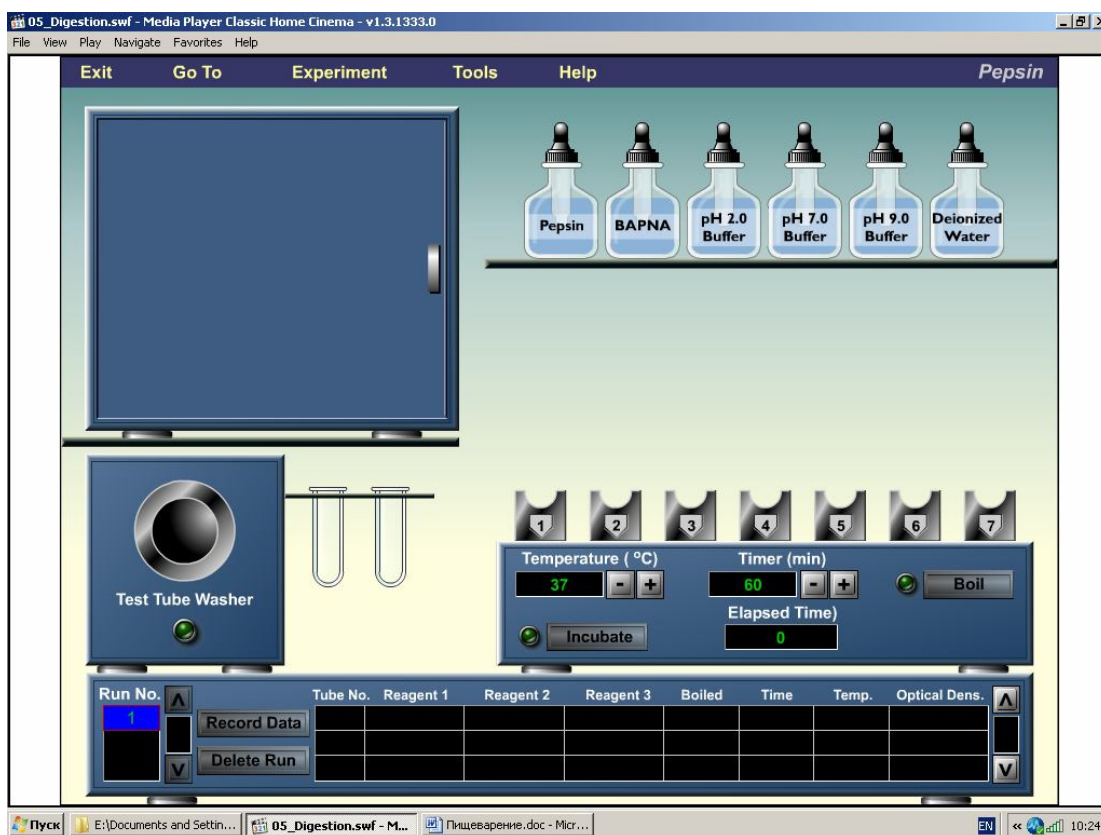 05_Digestion.swf - Media Player Classic Home Cinema - v1.3.1333.0
File View Play Navigate Favorites Help
Exit Go To Experiment Tools Help Pepsin
Pepsin
BAPNA
pH 2.0
Buffer
pH 7.0
Buffer
pH 9.0
Buffer
Deionized
Water
1 2 3 4 5 6 7
Temperature ( °C) Timer (min)
37 - + 60 - + Boil
Elapsed Time)
Incubate 0
Test Tube Washer
Run No. Tube No. Reagent 1 Reagent 2 Reagent 3 Boiled Time Temp. Optical Dens.
1
Record Data
Delete Run
Пуск E:\Documents and Settin... 05_Digestion.swf - M... Пищеварение.doc - Micr... EN « 10:24